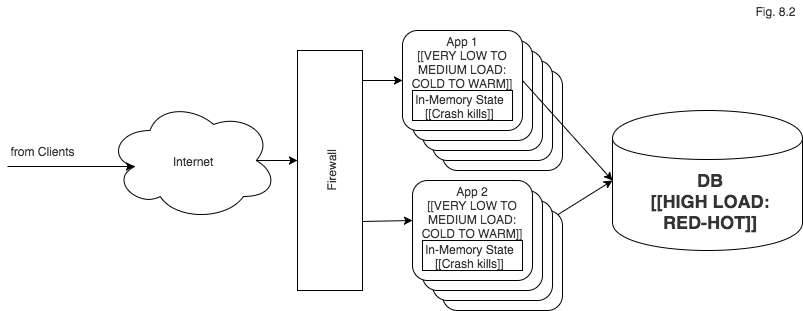 Fig. 8.2
from Clients
Internet
Firewall
App 1
[[VERY LOW TO
MEDIUM LOAD:
COLD TO WARM]]
In-Memory State
[[Crash kills]]
App 2
[[VERY LOW TO
MEDIUM LOAD:
COLD TO WARM]]
In-Memory State
[[Crash kills]]
DB
[[HIGH LOAD:
RED-HOT]]